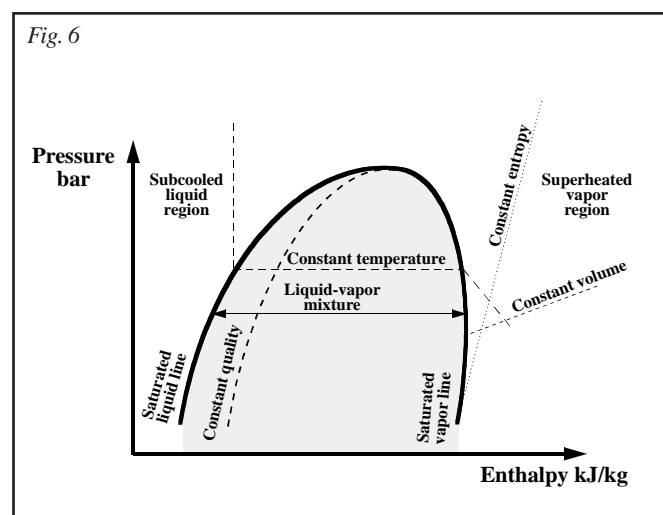 Fig. 6
Pressure
bar
Subcooled
liquid
region
Constant entropy
Superheated
vapor
region
Constant temperature
Constant volume
Liquid-vapor
mixture
Saturated
liquid line
Constant quality
Saturated
vapor line
Enthalpy kJ/kg